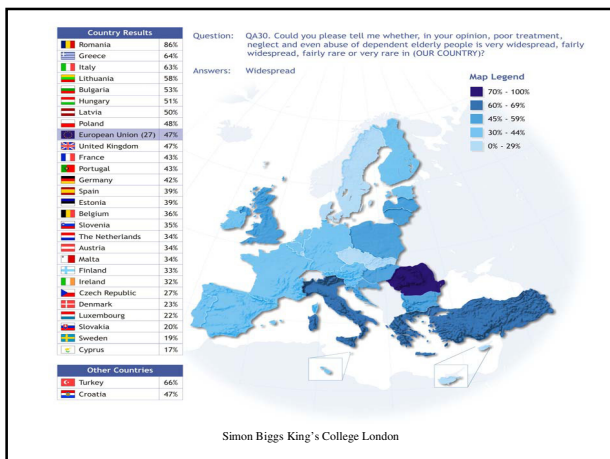 Country Results
Romania 86%
Greece 64%
Italy 63%
Lithuania 58%
Bulgaria 53%
Hungary 51%
Latvia 50%
Poland 48%
European Union (27) 47%
United Kingdom 47%
France 43%
Portugal 43%
Germany 42%
Spain 39%
Estonia 39%
Belgium 36%
Slovenia 35%
The Netherlands 34%
Austria 34%
Malta 34%
Finland 33%
Ireland 32%
Czech Republic 27%
Denmark 23%
Luxembourg 22%
Slovakia 20%
Sweden 19%
Cyprus 17%
Other Countries
Turkey 66%
Croatia 47%
Question: QA30. Could you please tell me whether, in your opinion, poor treatment,
neglect and even abuse of dependent elderly people is very widespread, fairly
widespread, fairly rare or very rare in (OUR COUNTRY)?
Answers: Widespread
Map Legend
70% - 100%
60% - 69%
45% - 59%
30% - 44%
0% - 29%
Simon Biggs King's College London